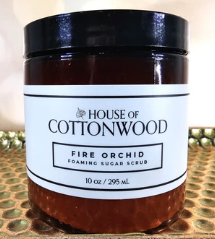 HOUSE OF
COTTONWOOD
FIRE ORCHID
FOAMING SUGAR SCRUB
10 oz / 295 mL